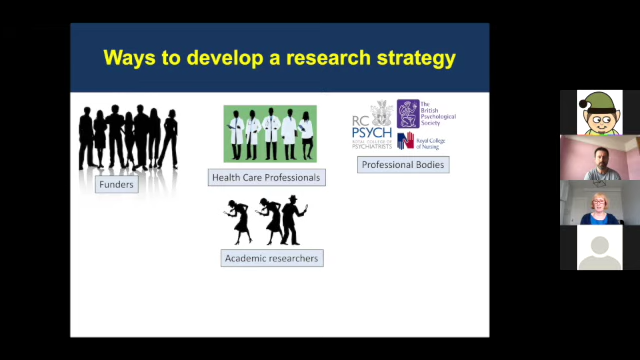 Ways to develop a research strategy
Funders
Health Care Professionals
RC
PSYCH
ROYAL COLLEGE OF
PSYCHIATRISTS
The
British
Psychological
Society
Royal College
of Nursing
Professional Bodies
Academic researchers